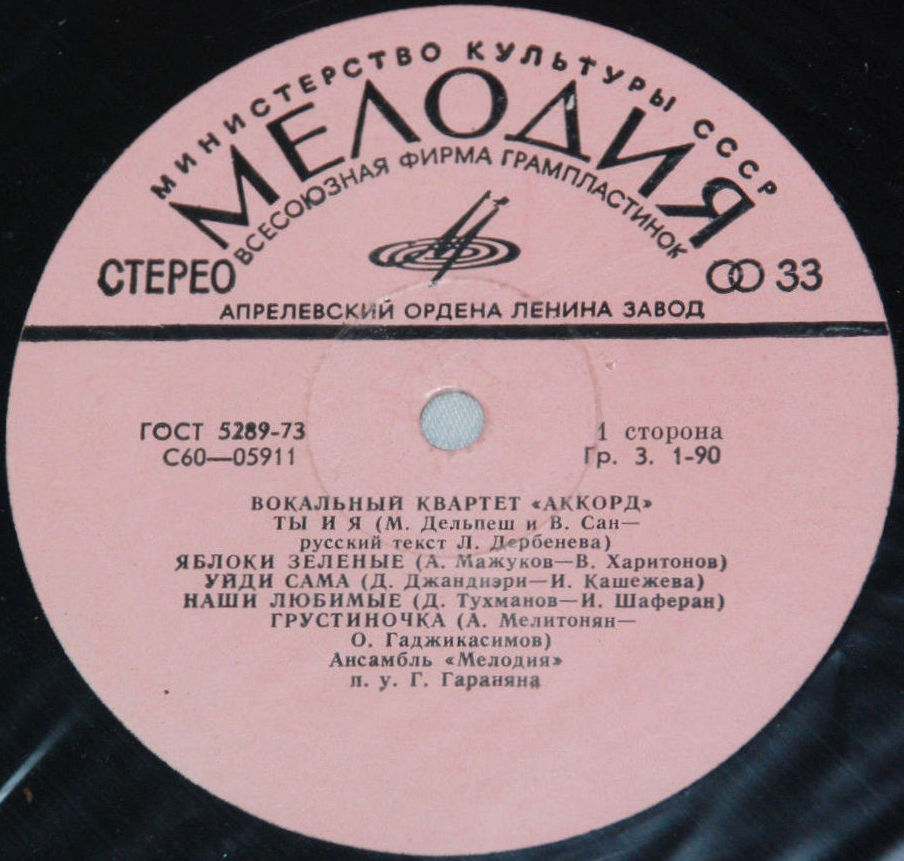 МИНИСТЕРСТВО КУЛЬТУРЫ СССР
МЕЛОДИЯ
ВСЕСОЮЗНАЯ ФИРМА ГРАМПЛАСТИНОК
СТЕРЕО
33
АПРЕЛЕВСКИЙ ОРДЕНА ЛЕНИНА ЗАВОД
ГОСТ 5289-73
С60—05911
1 сторона
Гр. 3. 1-90
ВОКАЛЬНЫЙ КВАРТЕТ «АККОРД»
ТЫ И Я (М. Дельпеш и В. Сан—
русский текст Л. Дербенева)
ЯБЛОКИ ЗЕЛЕНЫЕ (А. Мажуков—В. Харитонов)
УЙДИ САМА (Д. Джандиэри—И. Кашежева)
НАШИ ЛЮБИМЫЕ (Д. Тухманов—И. Шаферан)
ГРУСТИНОЧКА (А. Мелитонян—
О. Гаджикасимов)
Ансамбль «Мелодия»
п. у. Г. Гараняна